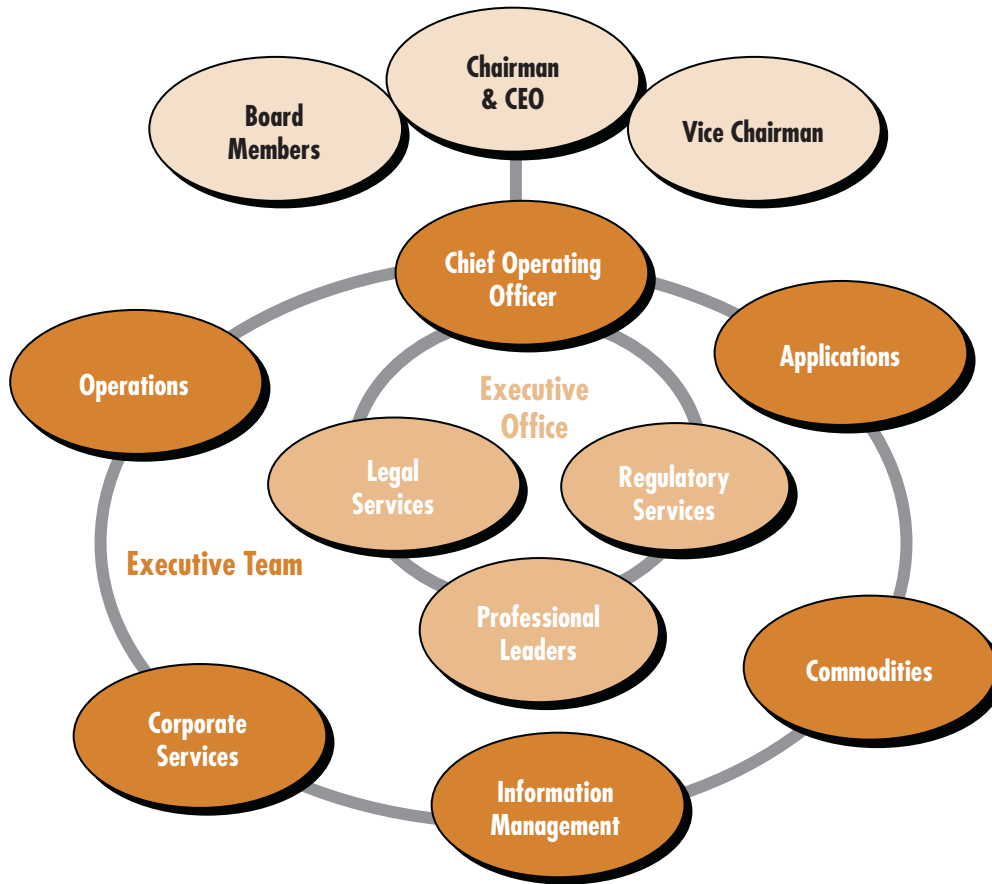 Chairman
& CEO
Board
Members
Vice Chairman
Chief Operating
Officer
Applications
Operations
Executive
Office
Legal
Services
Regulatory
Services
Executive Team
Professional
Leaders
Commodities
Corporate
Services
Information
Management